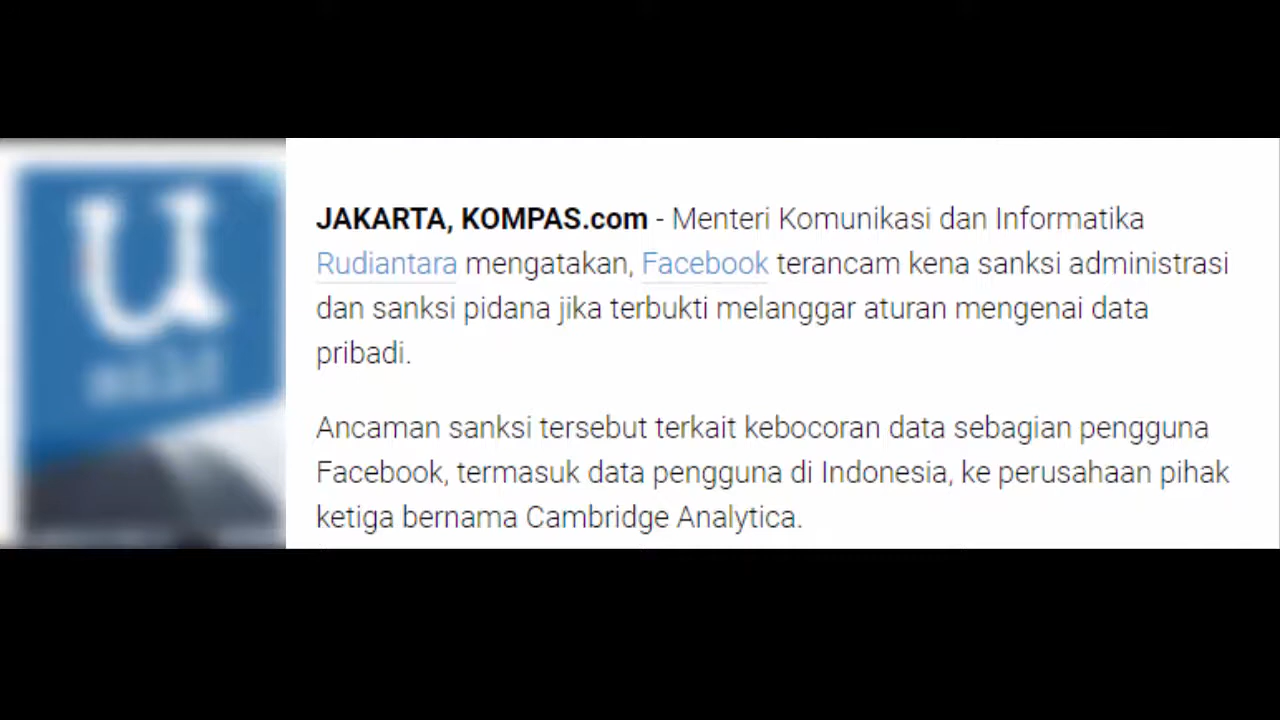 JAKARTA, KOMPAS.com - Menteri Komunikasi dan Informatika
Rudiantara mengatakan, Facebook terancam kena sanksi administrasi
dan sanksi pidana jika terbukti melanggar aturan mengenai data
pribadi.
Ancaman sanksi tersebut terkait kebocoran data sebagian pengguna
Facebook, termasuk data pengguna di Indonesia, ke perusahaan pihak
ketiga bernama Cambridge Analytica.